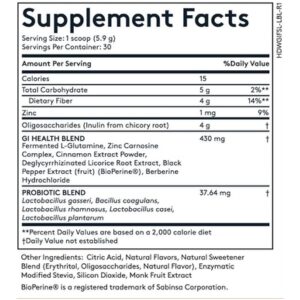 Supplement Facts
Serving Size: 1 scoop (5.9 g)
Servings Per Container: 30
Amount Per Serving %Daily Value
Calories 15
Total Carbohydrate 5 g 2%**
Dietary Fiber 4 g 14%**
Zinc 1 mg 9%
Oligosaccharides (Inulin from chicory root) 4 g †
GI HEALTH BLEND 430 mg †
Fermented L-Glutamine, Zinc Carnosine
Complex, Cinnamon Extract Powder,
Deglycyrrhizinated Licorice Root Extract, Black
Pepper Extract (fruit) (BioPerine®), Berberine
Hydrochloride
PROBIOTIC BLEND 37.64 mg †
Lactobacillus gasseri, Bacillus coagulans,
Lactobacillus rhamnosus, Lactobacillus casei,
Lactobacillus plantarum
**Percent Daily Values are based on a 2,000 calorie diet
†Daily Value not established
Other Ingredients: Citric Acid, Natural Flavors, Natural Sweetener
Blend (Erythritol, Oligosaccharides, Natural Flavor), Enzymatic
Modified Stevia, Silicon Dioxide, Monk Fruit Extract
BioPerine® is a registered trademark of Sabinsa Corporation.
HDWGIFSL-LBL-R1